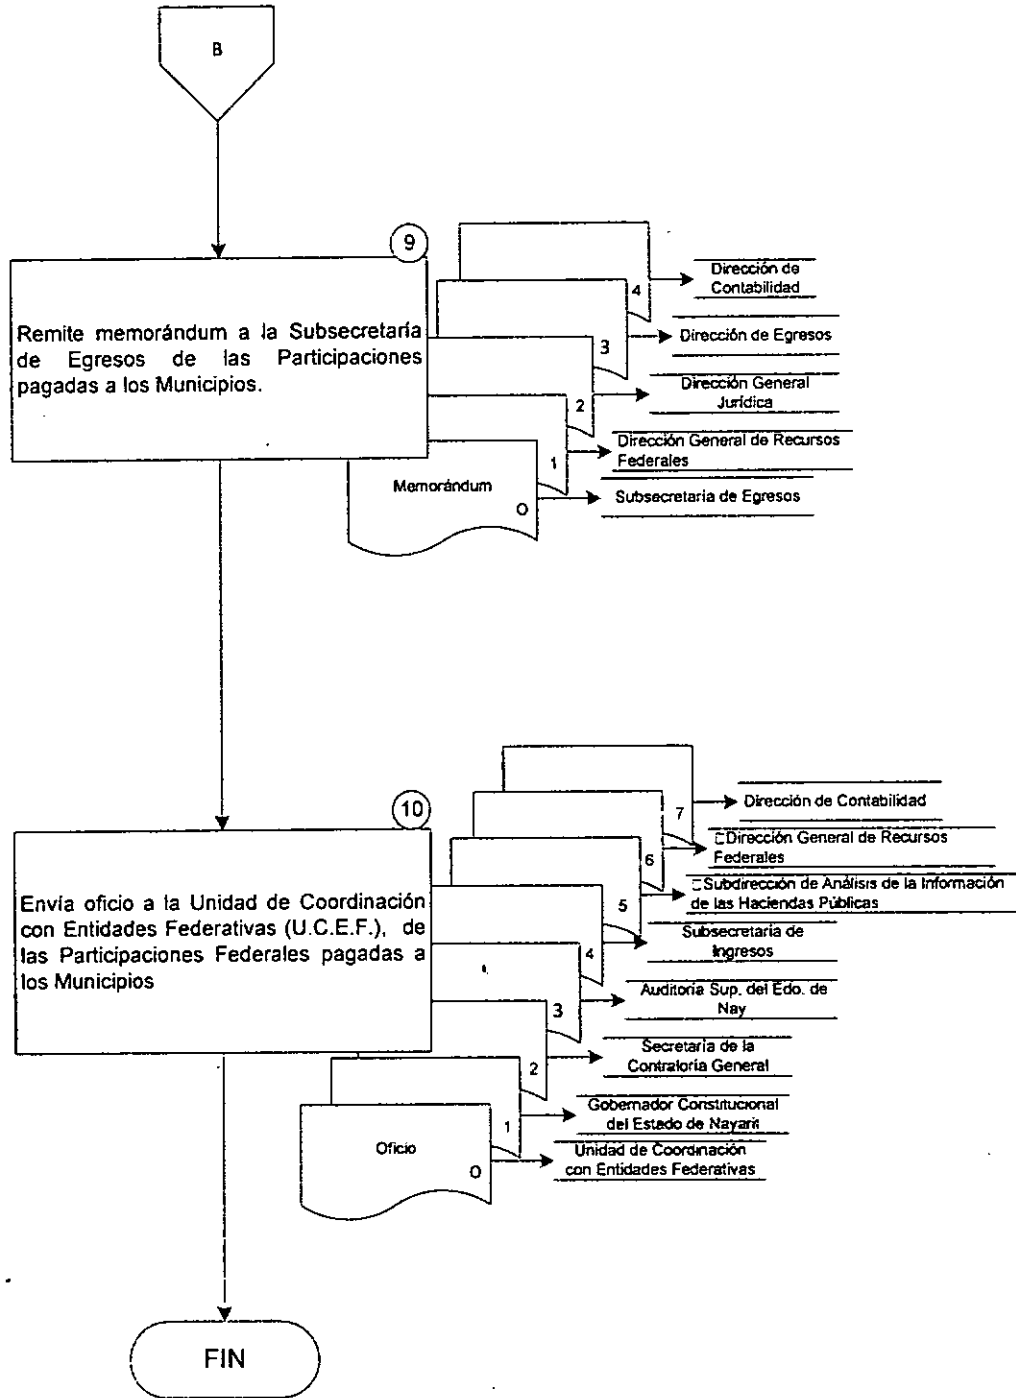 B
9
Remite memorándum a la Subsecretaría
de Egresos de las Participaciones
pagadas a los Municipios.
4
Dirección de
Contabilidad
3
Dirección de Egresos
2
Dirección General
Jurídica
1
Dirección General de Recursos
Federales
Memorándum
O
Subsecretaria de Egresos
10
Envía oficio a la Unidad de Coordinación
con Entidades Federativas (U.C.E.F.), de
las Participaciones Federales pagadas a
los Municipios
7
Dirección de Contabilidad
6
Dirección General de Recursos
Federales
5
Subdirección de Análisis de la Información
de las Haciendas Públicas
4
Subsecretaria de
Ingresos
3
Auditoría Sup. del Edo. de
Nay
2
Secretaría de la
Contraloría General
1
Gobernador Constitucional
del Estado de Nayarit
Oficio
O
Unidad de Coordinación
con Entidades Federativas
FIN